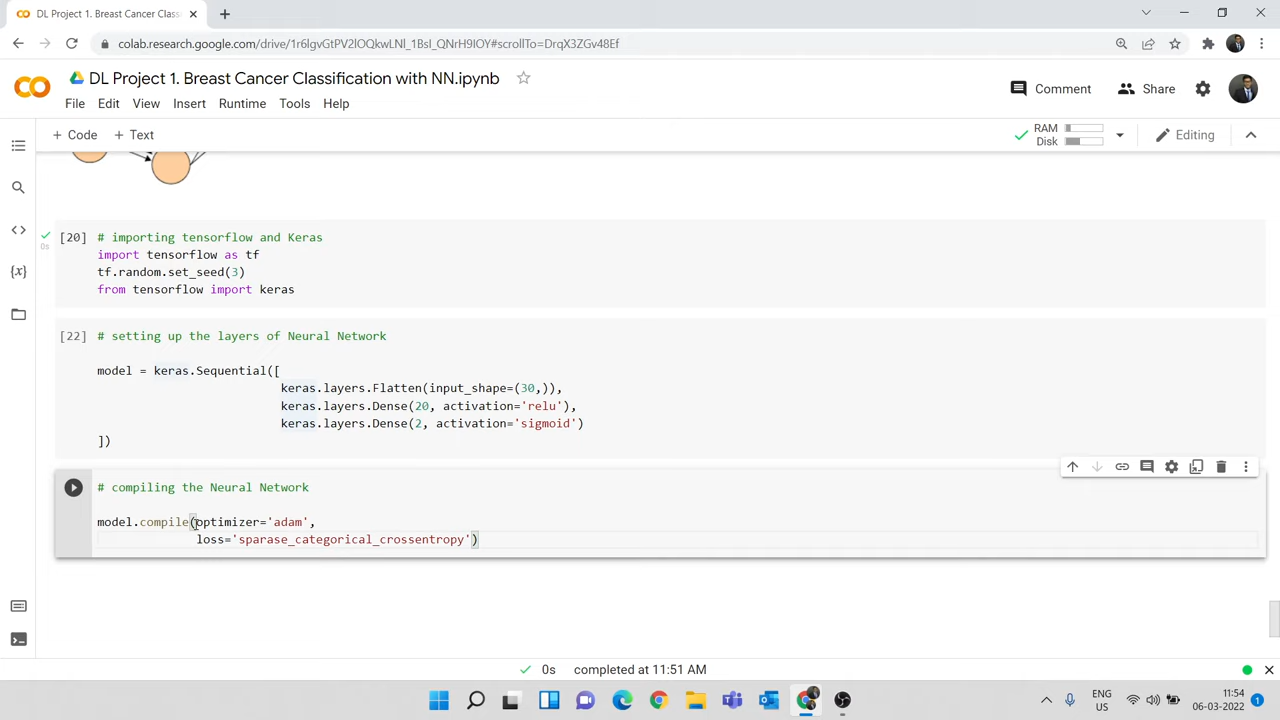 DL Project 1. Breast Cancer Class
colab.research.google.com/drive/1r6lgvGtPV2lOQkwLNl_1BsI_QNrH9IOY#scrollTo=DrqX3ZGv48Ef
DL Project 1. Breast Cancer Classification with NN.ipynb
Comment
Share
File Edit View Insert Runtime Tools Help
+ Code + Text
RAM
Disk
Editing
[20] # importing tensorflow and Keras
0s
import tensorflow as tf
tf.random.set_seed(3)
from tensorflow import keras
[22] # setting up the layers of Neural Network
model = keras.Sequential([
keras.layers.Flatten(input_shape=(30,)),
keras.layers.Dense(20, activation='relu'),
keras.layers.Dense(2, activation='sigmoid')
])
# compiling the Neural Network
model.compile(optimizer='adam',
loss='sparase_categorical_crossentropy')
{x}
0s completed at 11:51 AM
ENG
US
11:54
06-03-2022
1